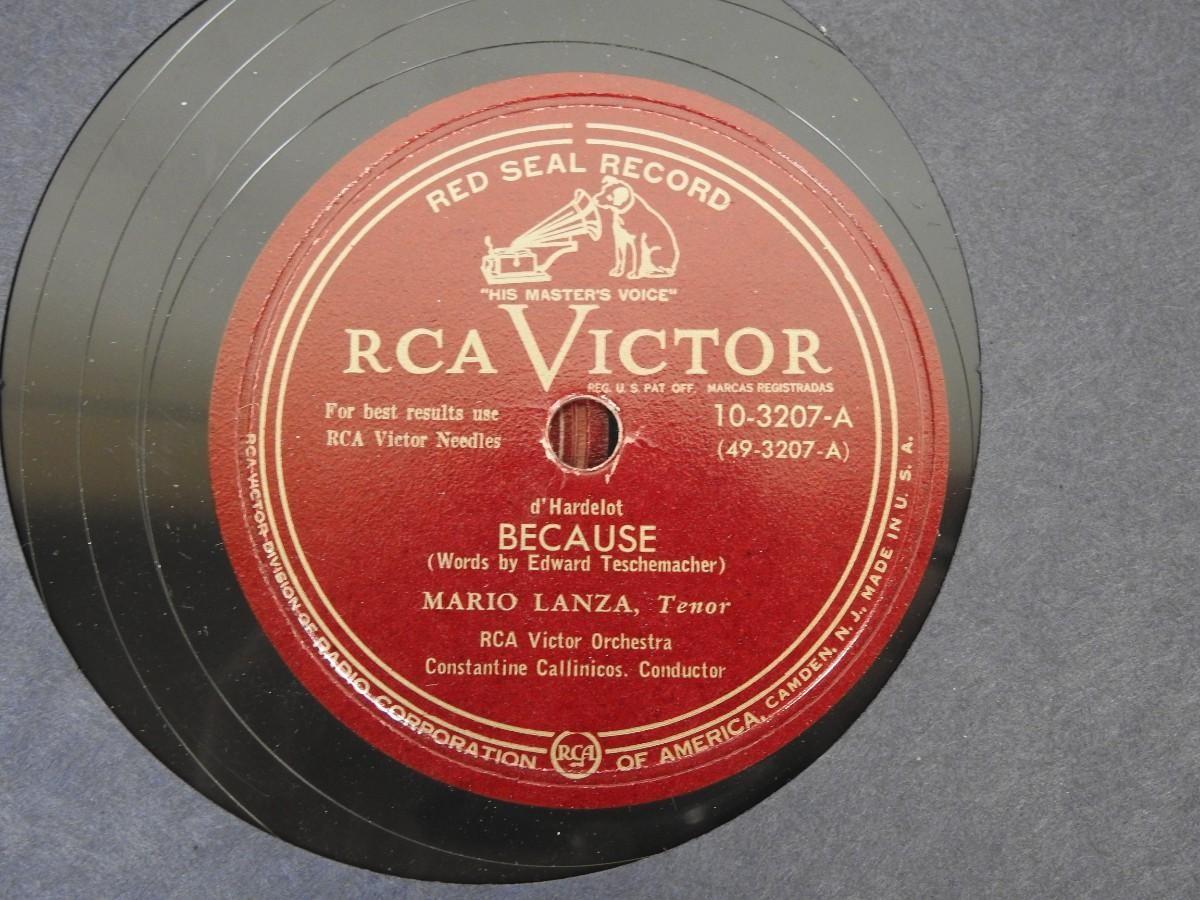 RED SEAL RECORD
"HIS MASTER'S VOICE"
RCA VICTOR
REG. U. S. PAT. OFF. MARCAS REGISTRADAS
For best results use
RCA Victor Needles
10-3207-A
(49-3207-A)
d'Hardelot
BECAUSE
(Words by Edward Teschemacher)
MARIO LANZA, Tenor
RCA Victor Orchestra
Constantine Callinicos. Conductor
RCA VICTOR DIVISION OF RADIO CORPORATION OF AMERICA, CAMDEN, N. J., MADE IN U. S. A.
RCA